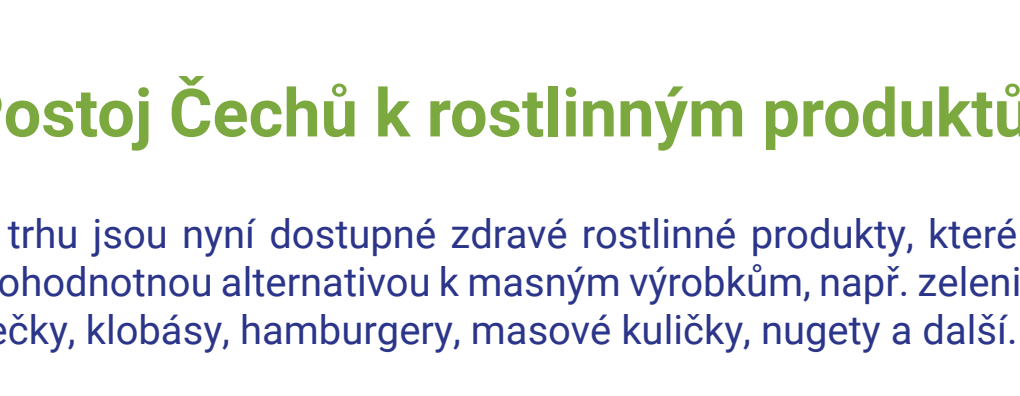 ostoj Čechů k rostlinným produktů
trhu jsou nyní dostupné zdravé rostlinné produkty, které
ohodnotnou alternativou k masným výrobkům, např. zeleni
ečky, klobásy, hamburgery, masové kuličky, nugety a další.